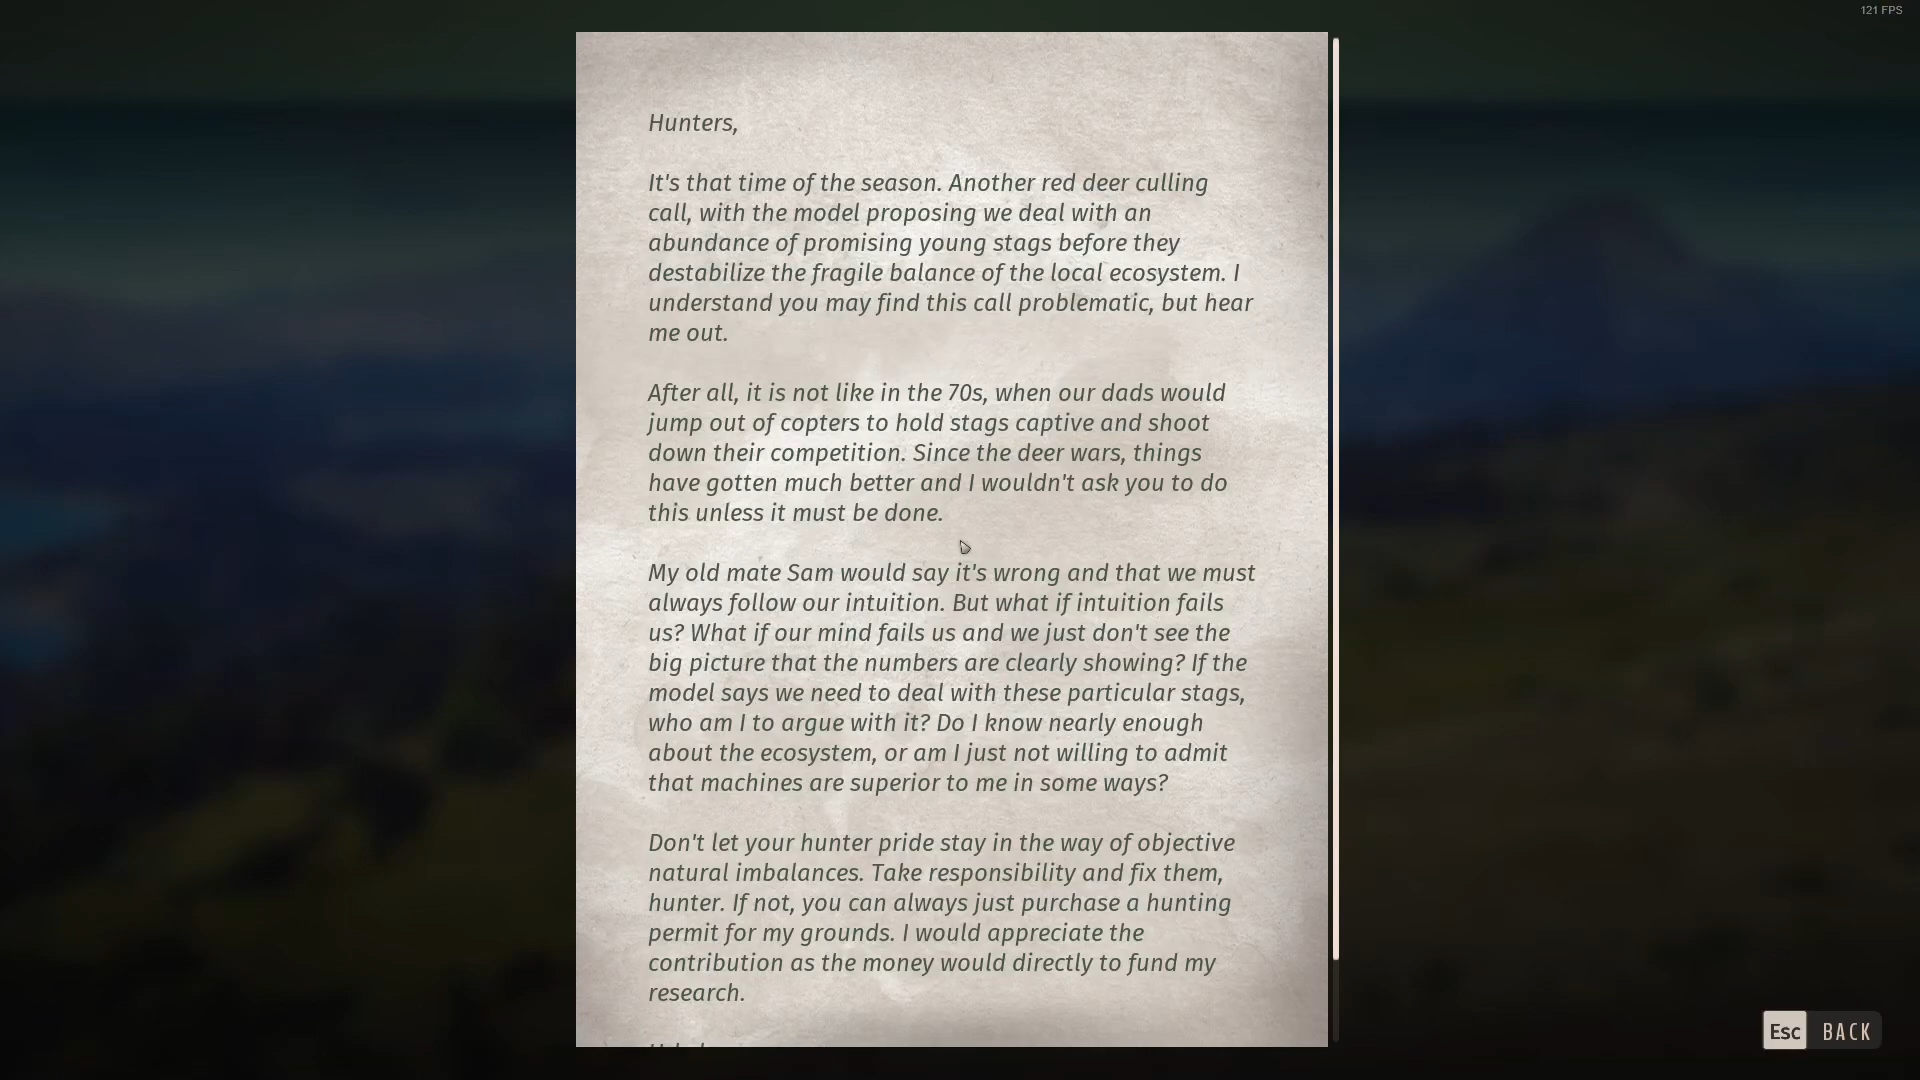 121 FPS
Hunters,
It's that time of the season. Another red deer culling
call, with the model proposing we deal with an
abundance of promising young stags before they
destabilize the fragile balance of the local ecosystem. I
understand you may find this call problematic, but hear
me out.
After all, it is not like in the 70s, when our dads would
jump out of copters to hold stags captive and shoot
down their competition. Since the deer wars, things
have gotten much better and I wouldn't ask you to do
this unless it must be done.
My old mate Sam would say it's wrong and that we must
always follow our intuition. But what if intuition fails
us? What if our mind fails us and we just don't see the
big picture that the numbers are clearly showing? If the
model says we need to deal with these particular stags,
who am I to argue with it? Do I know nearly enough
about the ecosystem, or am I just not willing to admit
that machines are superior to me in some ways?
Don't let your hunter pride stay in the way of objective
natural imbalances. Take responsibility and fix them,
hunter. If not, you can always just purchase a hunting
permit for my grounds. I would appreciate the
contribution as the money would directly to fund my
research.
Esc BACK